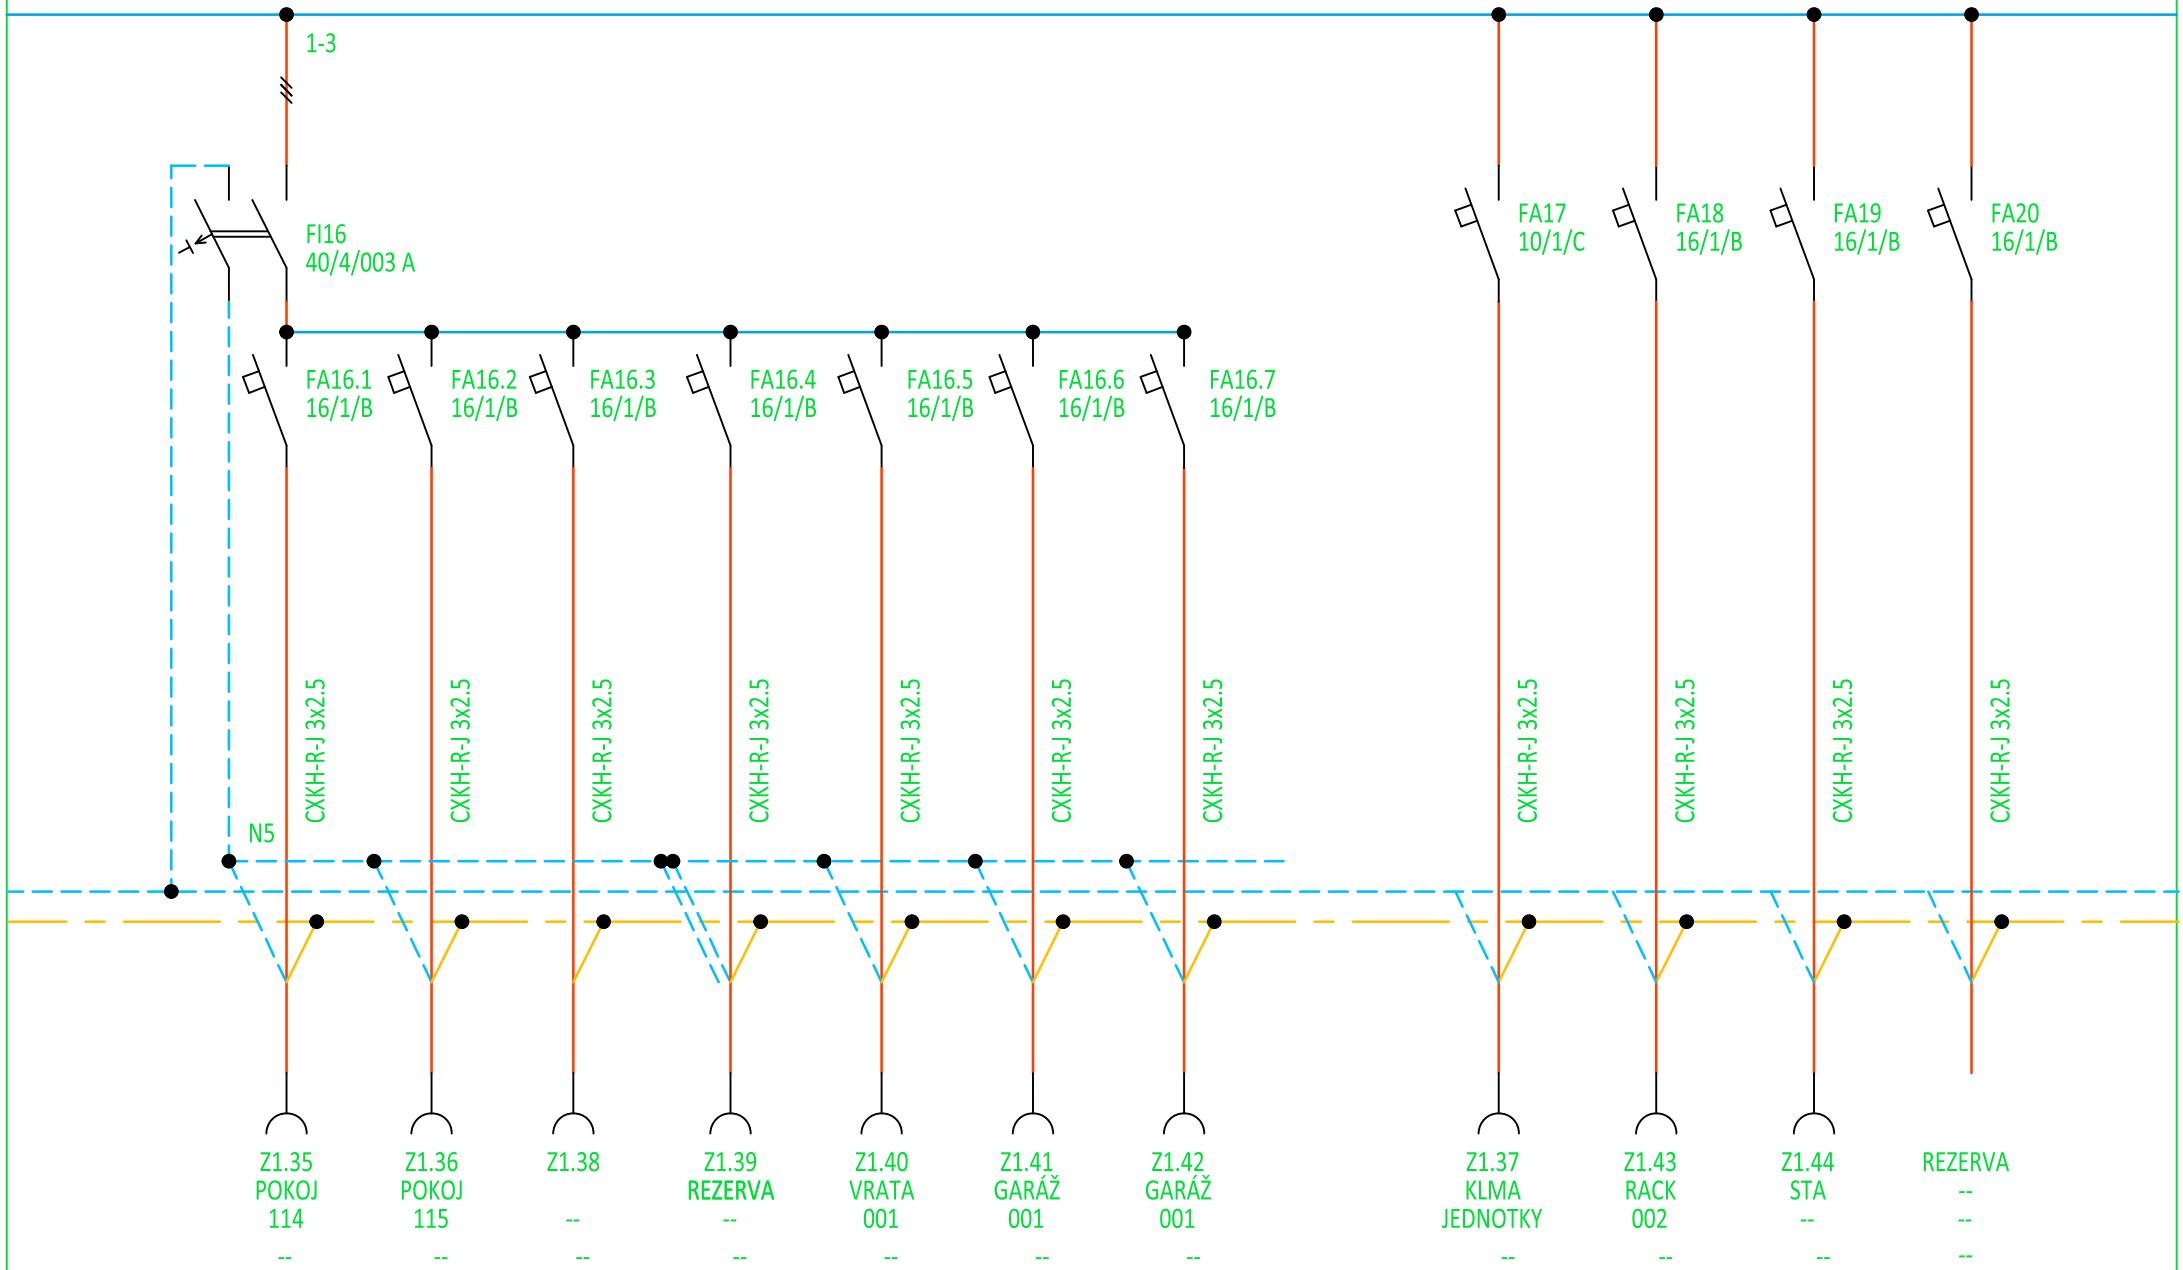 1-3
FI16
40/4/003 A
FA17
10/1/C
FA18
16/1/B
FA19
16/1/B
FA20
16/1/B
FA16.1
16/1/B
FA16.2
16/1/B
FA16.3
16/1/B
FA16.4
16/1/B
FA16.5
16/1/B
FA16.6
16/1/B
FA16.7
16/1/B
CXKH-R-J 3x2.5
CXKH-R-J 3x2.5
CXKH-R-J 3x2.5
CXKH-R-J 3x2.5
CXKH-R-J 3x2.5
CXKH-R-J 3x2.5
CXKH-R-J 3x2.5
CXKH-R-J 3x2.5
CXKH-R-J 3x2.5
CXKH-R-J 3x2.5
CXKH-R-J 3x2.5
N5
Z1.35
POKOJ
114
--
Z1.36
POKOJ
115
--
Z1.38
--
--
Z1.39
REZERVA
--
--
Z1.40
VRATA
001
--
Z1.41
GARÁŽ
001
--
Z1.42
GARÁŽ
001
--
Z1.37
KLMA
JEDNOTKY
--
Z1.43
RACK
002
--
Z1.44
STA
--
--
REZERVA
--
--
--